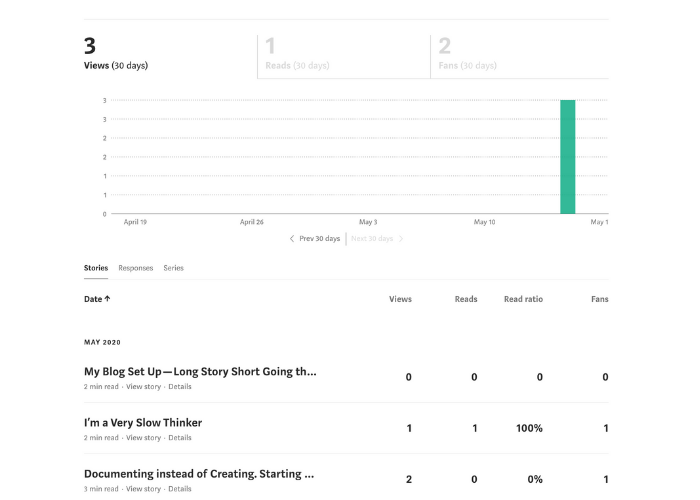 3
Views (30 days)
1
Reads (30 days)
2
Fans (30 days)
3
3
2
2
1
1
0
April 19 April 26 May 3 May 10 May 1
Prev 30 days Next 30 days
Stories Responses Series
Date ↑ Views Reads Read ratio Fans
MAY 2020
My Blog Set Up—Long Story Short Going th...
0 0 0 0
2 min read · View story · Details
I'm a Very Slow Thinker
1 1 100% 1
2 min read · View story · Details
Documenting instead of Creating. Starting ...
2 0 0% 1
3 min read · View story · Details